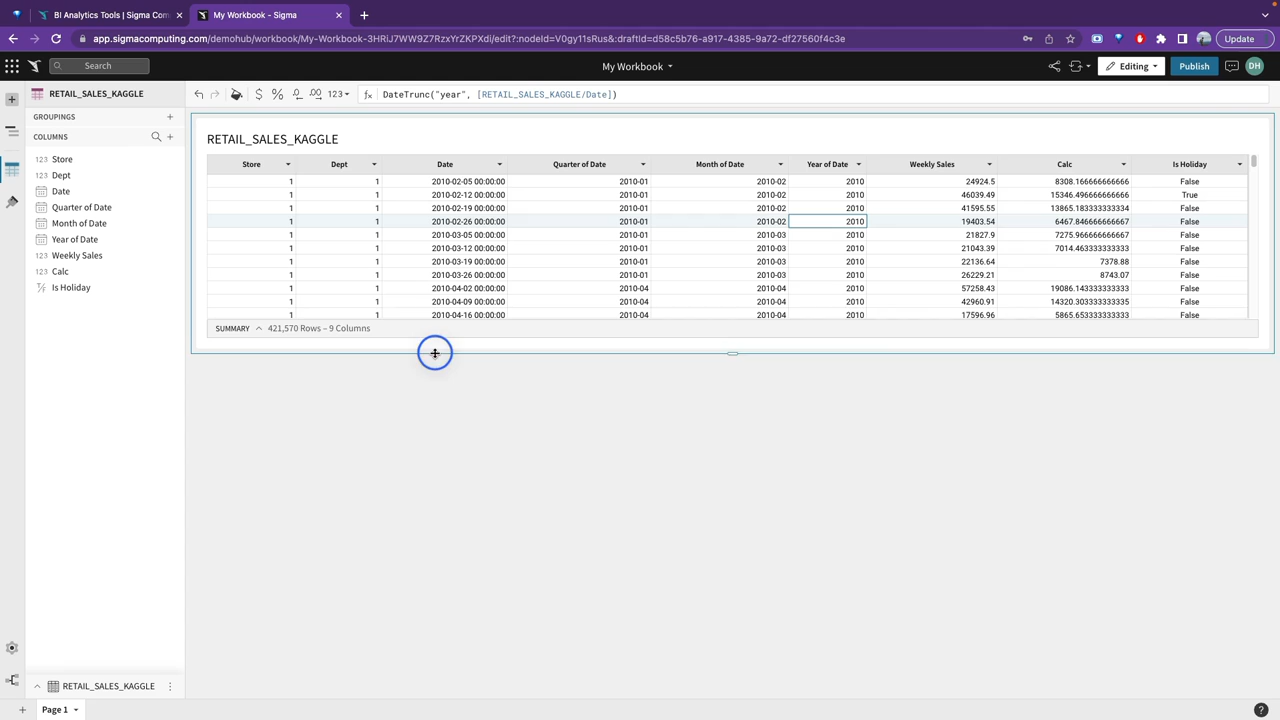 BI Analytics Tools | Sigma Com
My Workbook - Sigma
app.sigmacomputing.com/demohub/workbook/My-Workbook-3HRiJ7WW9Z7RzxYrZKPXdi/edit?:nodeId=V0gy11sRus&:draftId=d58c5b76-a917-4385-9a72-df27560f4c3e
Update
Search
My Workbook
Editing
Publish
DH
RETAIL_SALES_KAGGLE
$ % .0 .00 123
fx DateTrunc("year", [RETAIL_SALES_KAGGLE/Date])
GROUPINGS
COLUMNS
123 Store
123 Dept
Date
Quarter of Date
Month of Date
Year of Date
123 Weekly Sales
123 Calc
Is Holiday
RETAIL_SALES_KAGGLE
Store Dept Date Quarter of Date Month of Date Year of Date Weekly Sales Calc Is Holiday
1 1 2010-02-05 00:00:00 2010-01 2010-02 2010 24924.5 8308.166666666666 False
1 1 2010-02-12 00:00:00 2010-01 2010-02 2010 46039.49 15346.496666666666 True
1 1 2010-02-19 00:00:00 2010-01 2010-02 2010 41595.55 13865.183333333334 False
1 1 2010-02-26 00:00:00 2010-01 2010-02 2010 19403.54 6467.846666666667 False
1 1 2010-03-05 00:00:00 2010-01 2010-03 2010 21827.9 7275.966666666667 False
1 1 2010-03-12 00:00:00 2010-01 2010-03 2010 21043.39 7014.463333333333 False
1 1 2010-03-19 00:00:00 2010-01 2010-03 2010 22136.64 7378.88 False
1 1 2010-03-26 00:00:00 2010-01 2010-03 2010 26229.21 8743.07 False
1 1 2010-04-02 00:00:00 2010-01 2010-04 2010 57258.43 19086.143333333333 False
1 1 2010-04-09 00:00:00 2010-01 2010-04 2010 42960.91 14320.303333333335 False
1 1 2010-04-16 00:00:00 2010-01 2010-04 2010 17596.96 5865.653333333334 False
SUMMARY 421,570 Rows – 9 Columns
RETAIL_SALES_KAGGLE
Page 1